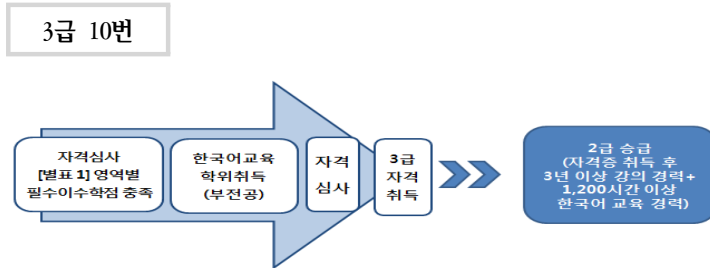 3급 10번
자격심사
[별표 1] 영역별
필수이수학점 충족
한국어교육
학위취득
(부전공)
자격
심사
3급
자격
취득
2급 승급
(자격증 취득 후
3년 이상 강의 경력+
1,200시간 이상
한국어 교육 경력)